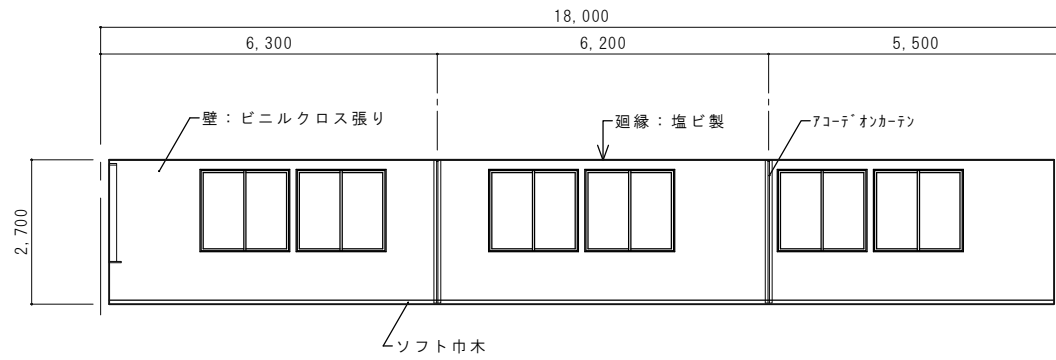 18,000
6,300
6,200
5,500
壁：ビニルクロス張り
廻縁：塩ビ製
ｱｺｰﾃﾞｵﾝｶｰﾃﾝ
2,700
ソフト巾木